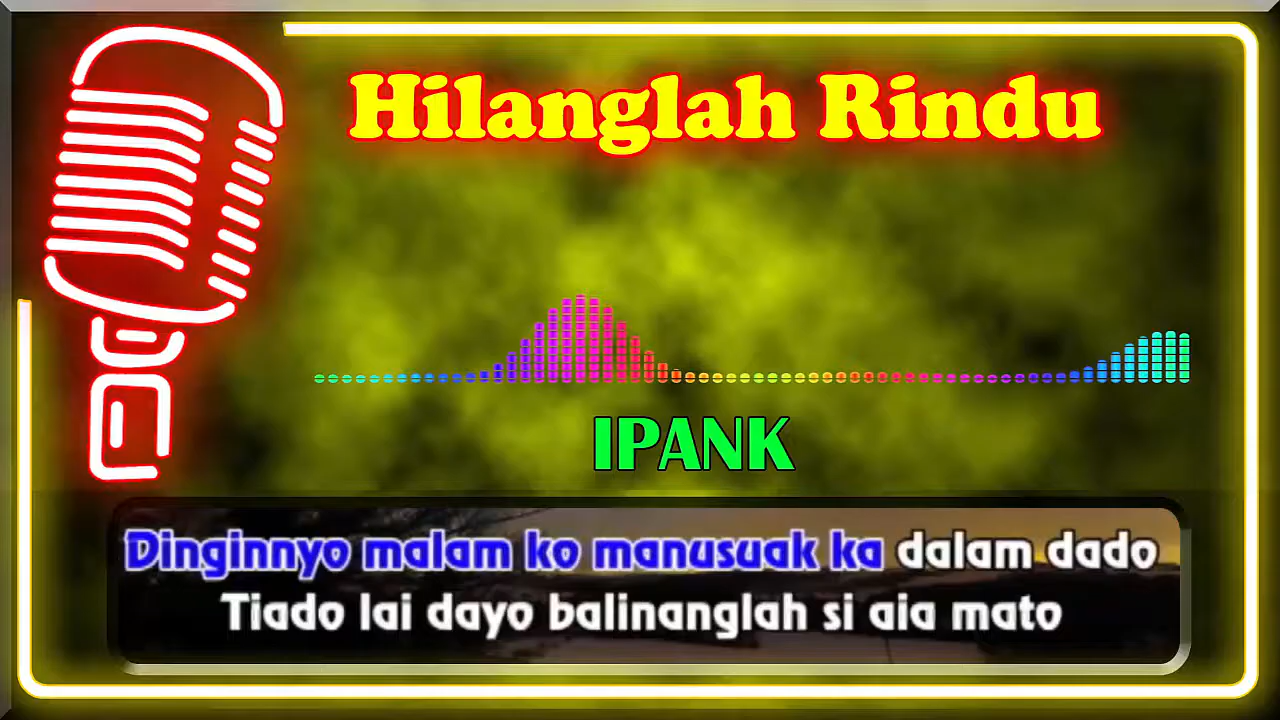 Hilanglah Rindu
IPANK
Dinginnyo malam ko manusuak ka dalam dado
Tiado lai dayo balinanglah si aia mato